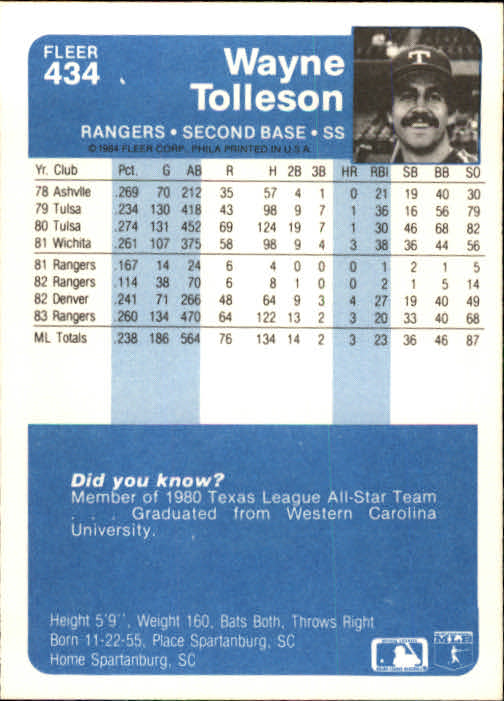 FLEER
434
Wayne
Tolleson
RANGERS • SECOND BASE • SS
© 1984 FLEER CORP. PHILA PRINTED IN U.S.A.
Yr. Club Pct. G AB R H 2B 3B HR RBI SB BB SO
78 Ashvlle .269 70 212 35 57 4 1 0 21 19 40 30
79 Tulsa .234 130 418 43 98 9 7 1 36 16 56 79
80 Tulsa .274 131 452 69 124 19 7 1 30 46 68 82
81 Wichita .261 107 375 58 98 9 4 3 38 36 44 56
81 Rangers .167 14 24 6 4 0 0 0 1 2 1 5
82 Rangers .114 38 70 6 8 1 0 0 2 1 5 14
82 Denver .241 71 266 48 64 9 3 4 27 19 40 49
83 Rangers .260 134 470 64 122 13 2 3 20 33 40 68
ML Totals .238 186 564 76 134 14 2 3 23 36 46 87
Did you know?
Member of 1980 Texas League All-Star Team
. . . Graduated from Western Carolina
University.
Height 5'9'', Weight 160, Bats Both, Throws Right
Born 11-22-55, Place Spartanburg, SC
Home Spartanburg, SC
T